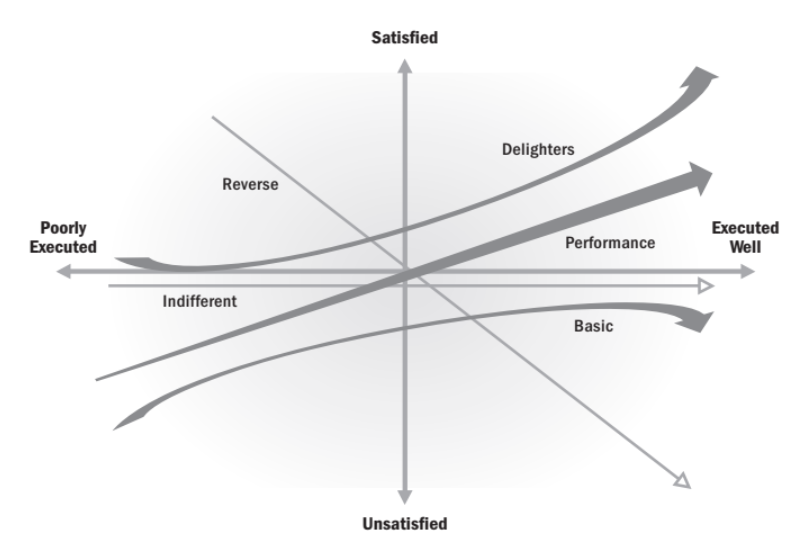 Satisfied
Delighters
Reverse
Poorly
Executed
Performance
Executed
Well
Indifferent
Basic
Unsatisfied